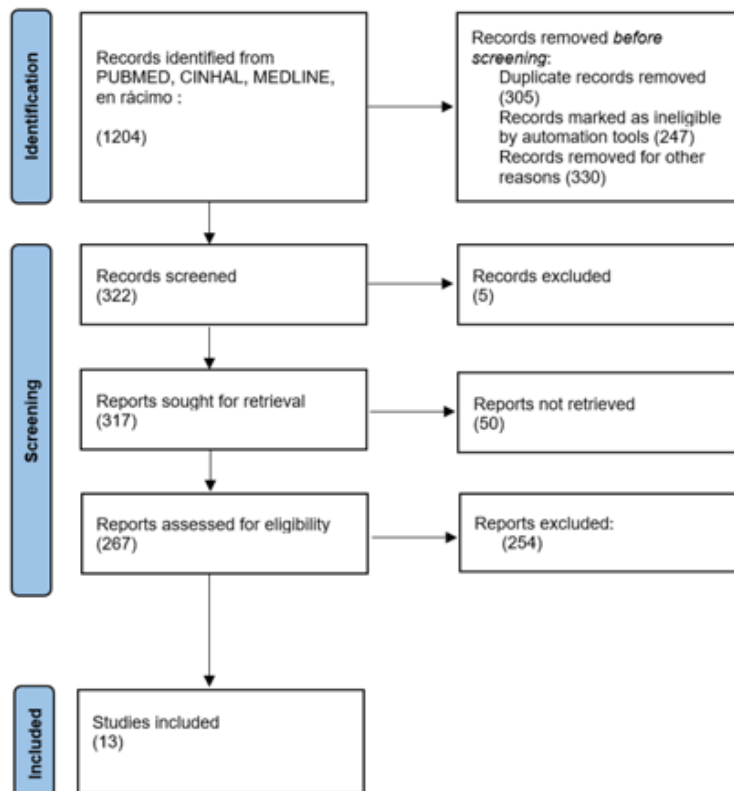 Identification
Records identified from
PUBMED, CINHAL, MEDLINE,
en rácimo :
(1204)
Records removed before
screening:
Duplicate records removed
(305)
Records marked as ineligible
by automation tools (247)
Records removed for other
reasons (330)
Screening
Records screened
(322)
Records excluded
(5)
Reports sought for retrieval
(317)
Reports not retrieved
(50)
Reports assessed for eligibility
(267)
Reports excluded:
(254)
Included
Studies included
(13)